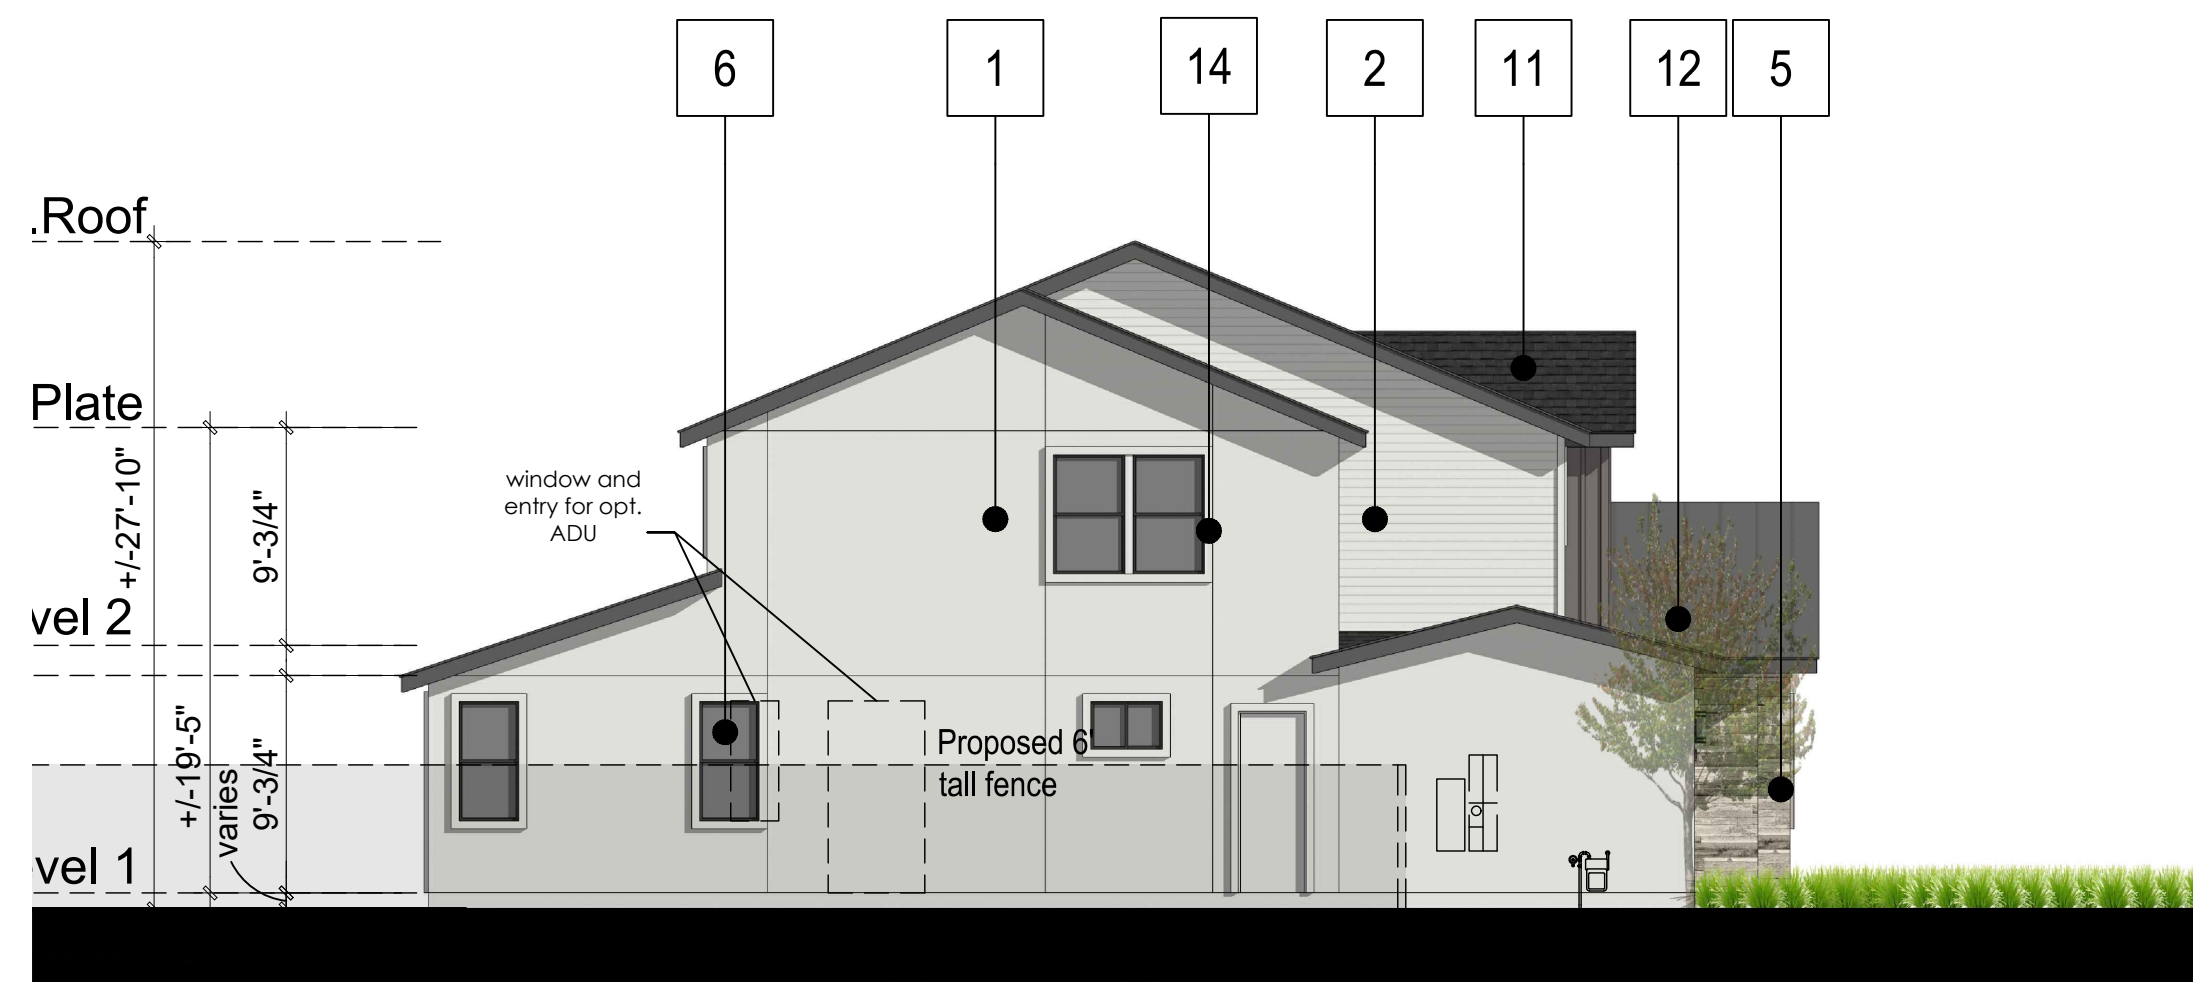 6 1 14 2 11 12 5
.Roof
Plate
+/-27'-10"
9'-3/4"
window and
entry for opt.
ADU
vel 2
+/-19'-5"
varies
9'-3/4"
Proposed 6'
tall fence
vel 1